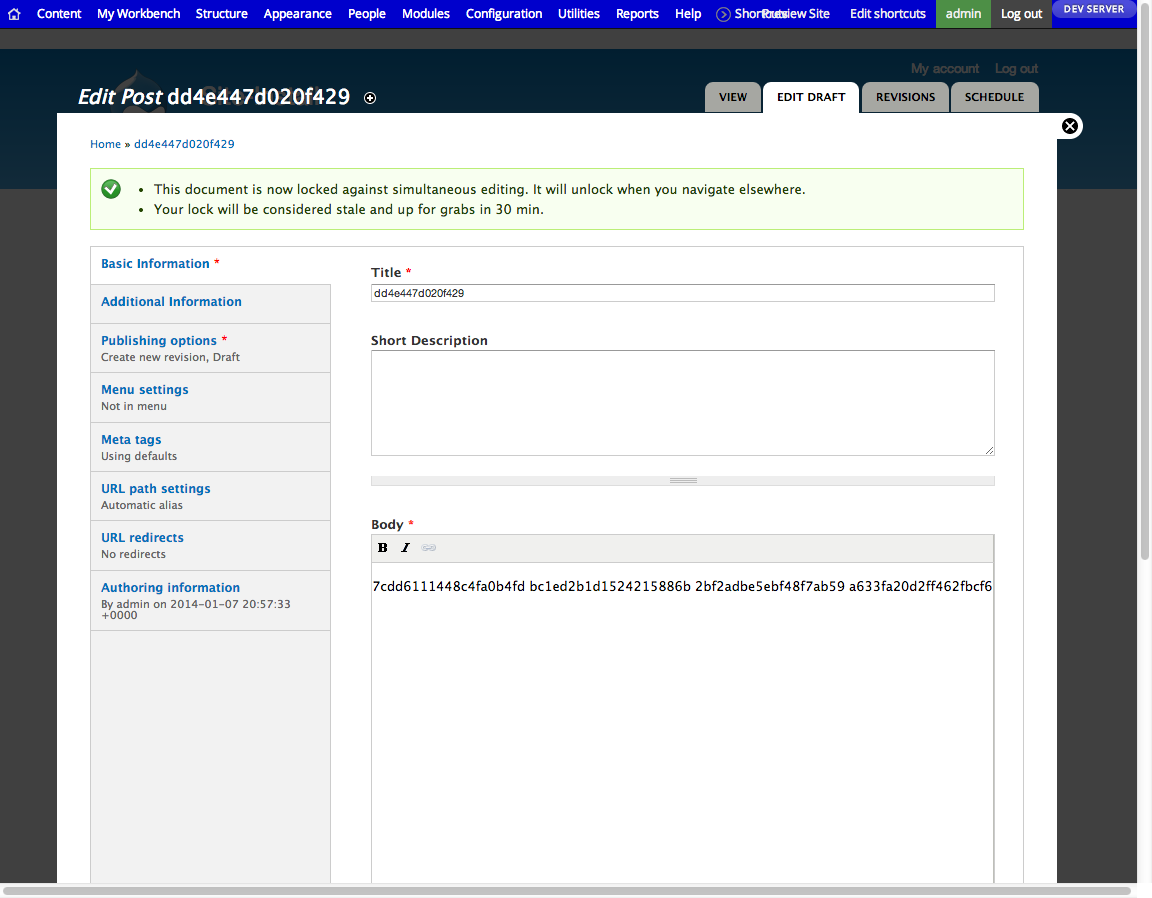 Content My Workbench Structure Appearance People Modules Configuration Utilities Reports Help Shortcuts Preview Site Edit shortcuts admin Log out DEV SERVER
My account Log out
Edit Post dd4e447d020f429
VIEW EDIT DRAFT REVISIONS SCHEDULE
Home » dd4e447d020f429
• This document is now locked against simultaneous editing. It will unlock when you navigate elsewhere.
• Your lock will be considered stale and up for grabs in 30 min.
Basic Information *
Additional Information
Publishing options *
Create new revision, Draft
Menu settings
Not in menu
Meta tags
Using defaults
URL path settings
Automatic alias
URL redirects
No redirects
Authoring information
By admin on 2014-01-07 20:57:33
+0000
Title *
dd4e447d020f429
Short Description
Body *
B I
7cdd6111448c4fa0b4fd bc1ed2b1d1524215886b 2bf2adbe5ebf48f7ab59 a633fa20d2ff462fbcf6